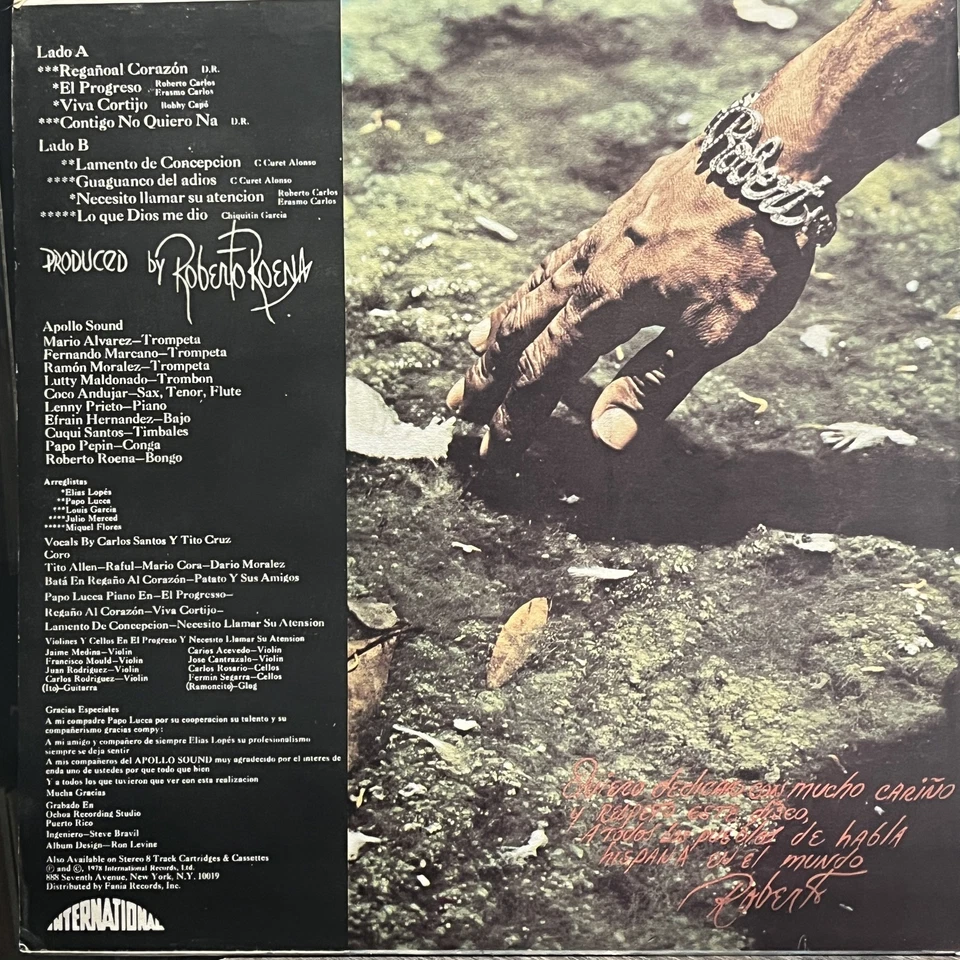 Lado A
***Regañoal Corazón D.R.
*El Progreso Roberto Carlos Erasmo Carlos
*Viva Cortijo Bobby Capó
***Contigo No Quiero Na D.R.
Lado B
**Lamento de Concepcion C Curet Alonso
****Guaguanco del adios C Curet Alonso
*Necesito llamar su atencion Roberto Carlos Erasmo Carlos
*****Lo que Dios me dio Chiquitin Garcia
PRODUCED by Roberto Roena
Apollo Sound
Mario Alvarez—Trompeta
Fernando Marcano—Trompeta
Ramón Moralez—Trompeta
Lutty Maldonado—Trombon
Coco Andujar—Sax, Tenor, Flute
Lenny Prieto—Piano
Efrain Hernandez—Bajo
Cuqui Santos—Timbales
Papo Pepin—Conga
Roberto Roena—Bongo
Arreglistas
*Elias Lopés
**Papo Lucca
***Louis Garcia
****Julio Merced
*****Miquel Flores
Vocals By Carlos Santos Y Tito Cruz
Coro
Tito Allen—Raful—Mario Cora—Dario Moralez
Batá En Regaño Al Corazón—Patato Y Sus Amigos
Papo Lucca Piano En—El Progreso—
Regaño Al Corazón—Viva Cortijo—
Lamento De Concepcion—Necesito Llamar Su Atension
Violines Y Cellos En El Progreso Y Necesito Llamar Su Atension
Jaime Medina—Violin Carlos Acevedo—Violin
Francisco Mould—Violin Jose Cantrazalo—Violin
Juan Rodriguez—Violin Carlos Rosario—Cellos
Carlos Rodriguez—Violin Fermin Segarra—Cellos
(Ito)—Guitarra (Ramoncito)—Glog
Gracias Especiales
A mi compadre Papo Lucca por su cooperacion su talento y su
compañerismo gracias compy:
A mi amigo y compañero de siempre Elias Lopés su profesionalismo
siempre se deja sentir
A mis compañeros del APOLLO SOUND muy agradecido por el interes de
enda uno de ustedes por que todo que bien
Y a todos los que tuvieron que ver con esta realizacion
Mucha Gracias
Grabado En
Ochoa Recording Studio
Puerto Rico
Ingeniero—Steve Bravil
Album Design—Ron Levine
Also Available on Stereo 8 Track Cartridges & Cassettes
Ⓟ and ©, 1978 International Records, Ltd.
888 Seventh Avenue, New York, N.Y. 10019
Distributed by Fania Records, Inc.
INTERNATIONAL
Roberto
Quiero dedicar con mucho cariño
y respeto este disco,
A todos los pueblos de habla
hispana en el mundo
Roberto